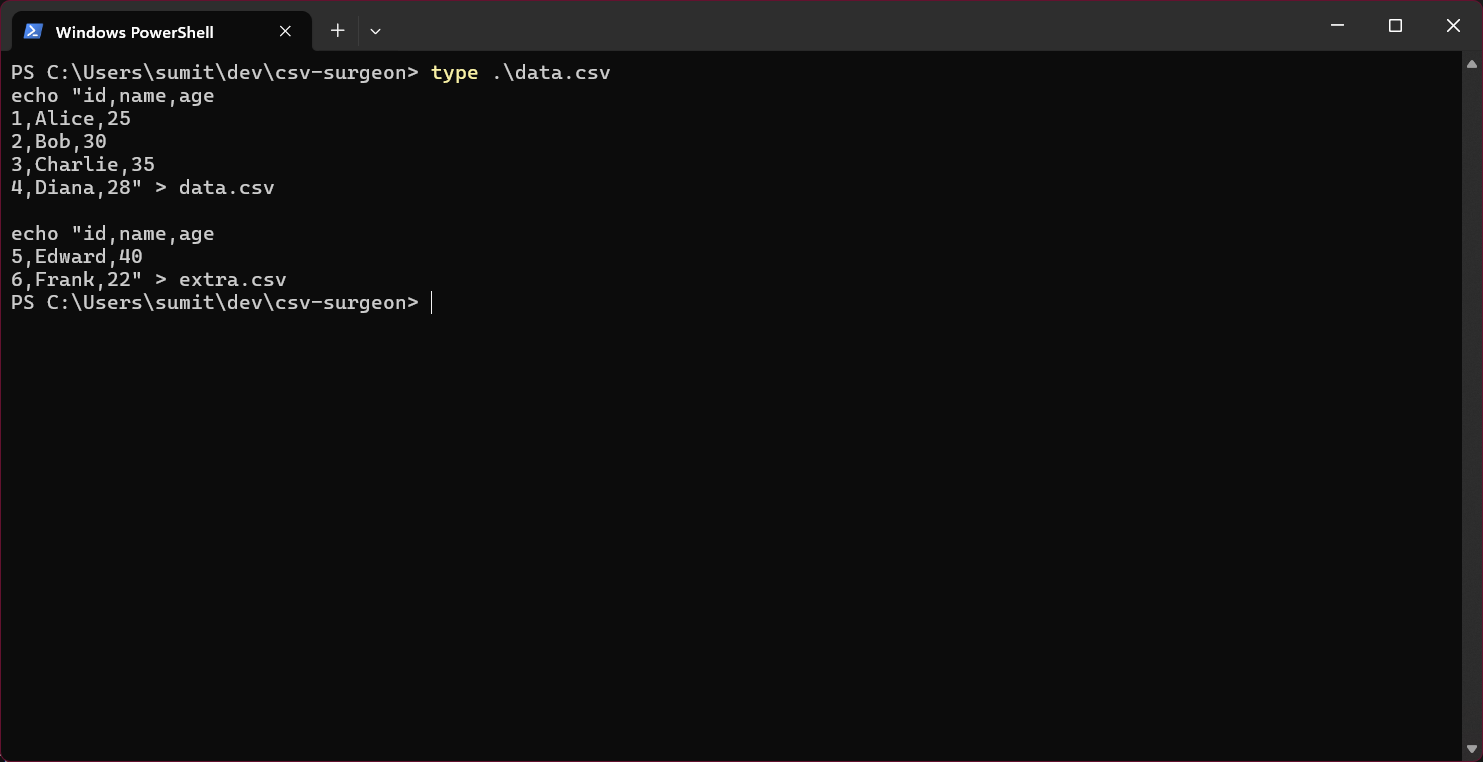 Windows PowerShell
PS C:\Users\sumit\dev\csv-surgeon> type .\data.csv
echo "id,name,age
1,Alice,25
2,Bob,30
3,Charlie,35
4,Diana,28" > data.csv
echo "id,name,age
5,Edward,40
6,Frank,22" > extra.csv
PS C:\Users\sumit\dev\csv-surgeon>